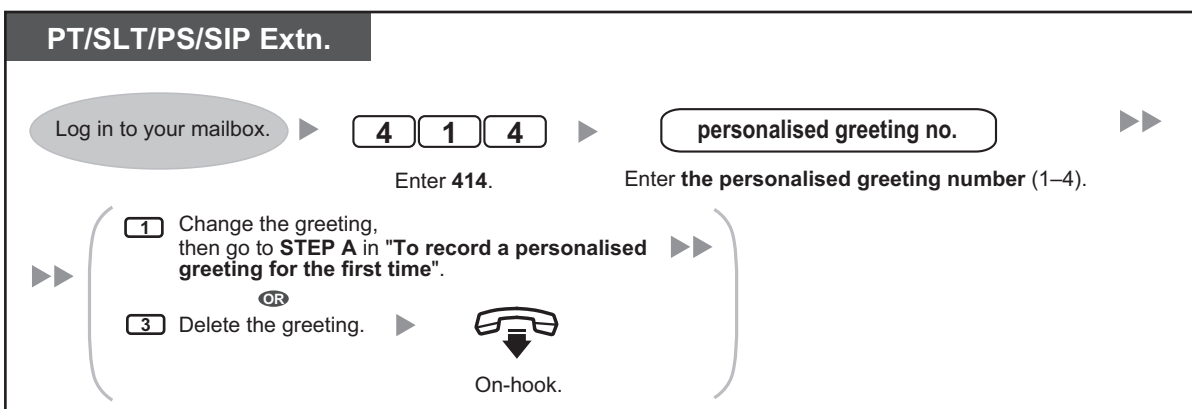 PT/SLT/PS/SIP Extn.
Log in to your mailbox.
4 1 4
personalised greeting no.
Enter 414.
Enter the personalised greeting number (1–4).
1 Change the greeting,
then go to STEP A in "To record a personalised
greeting for the first time".
OR
3 Delete the greeting.
On-hook.